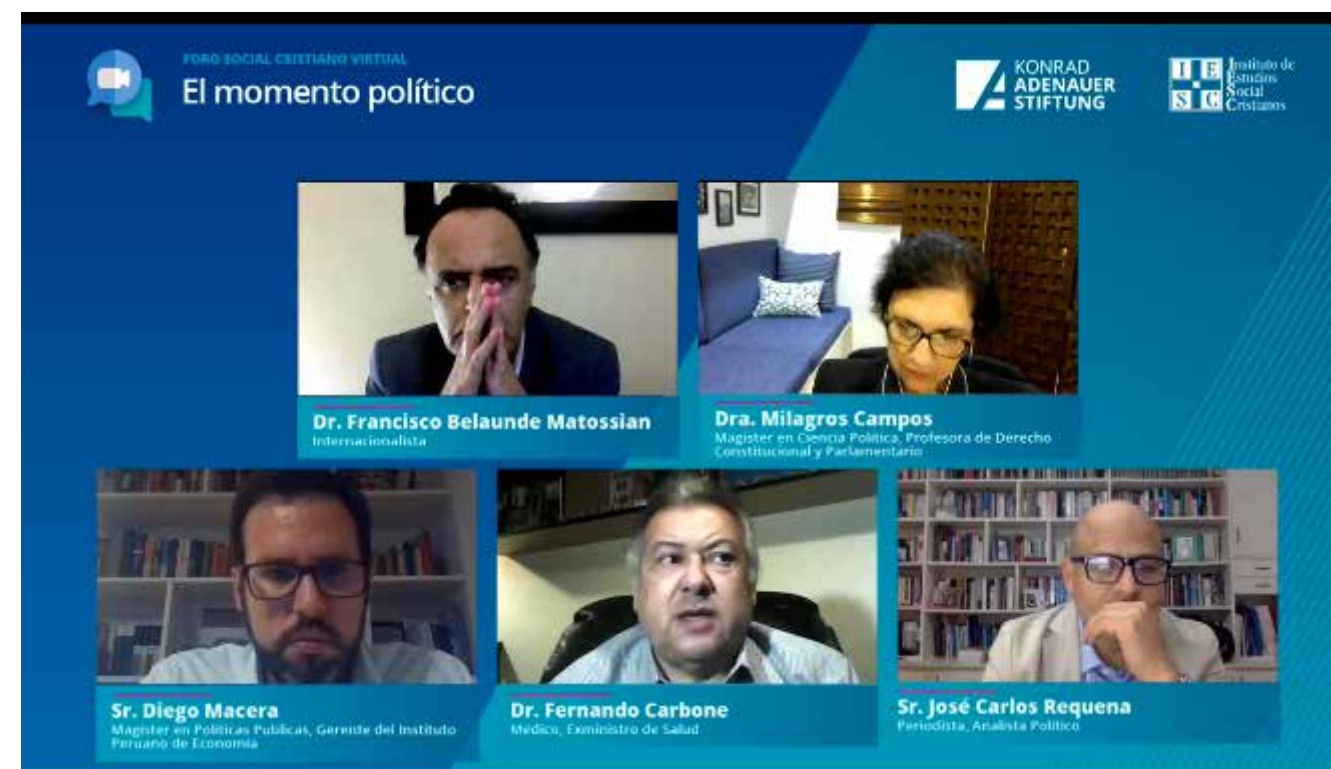 FORO SOCIAL CRISTIANO VIRTUAL
El momento político
KONRAD
ADENAUER
STIFTUNG
I E
S C
Instituto de
Estudios
Social
Cristianos
Dr. Francisco Belaunde Matossian
Internacionalista
Dra. Milagros Campos
Magister en Ciencia Política, Profesora de Derecho
Constitucional y Parlamentario
Sr. Diego Macera
Magister en Políticas Publicas, Gerente del Instituto
Peruano de Economía
Dr. Fernando Carbone
Médico, Exministro de Salud
Sr. José Carlos Requena
Periodista, Analista Político